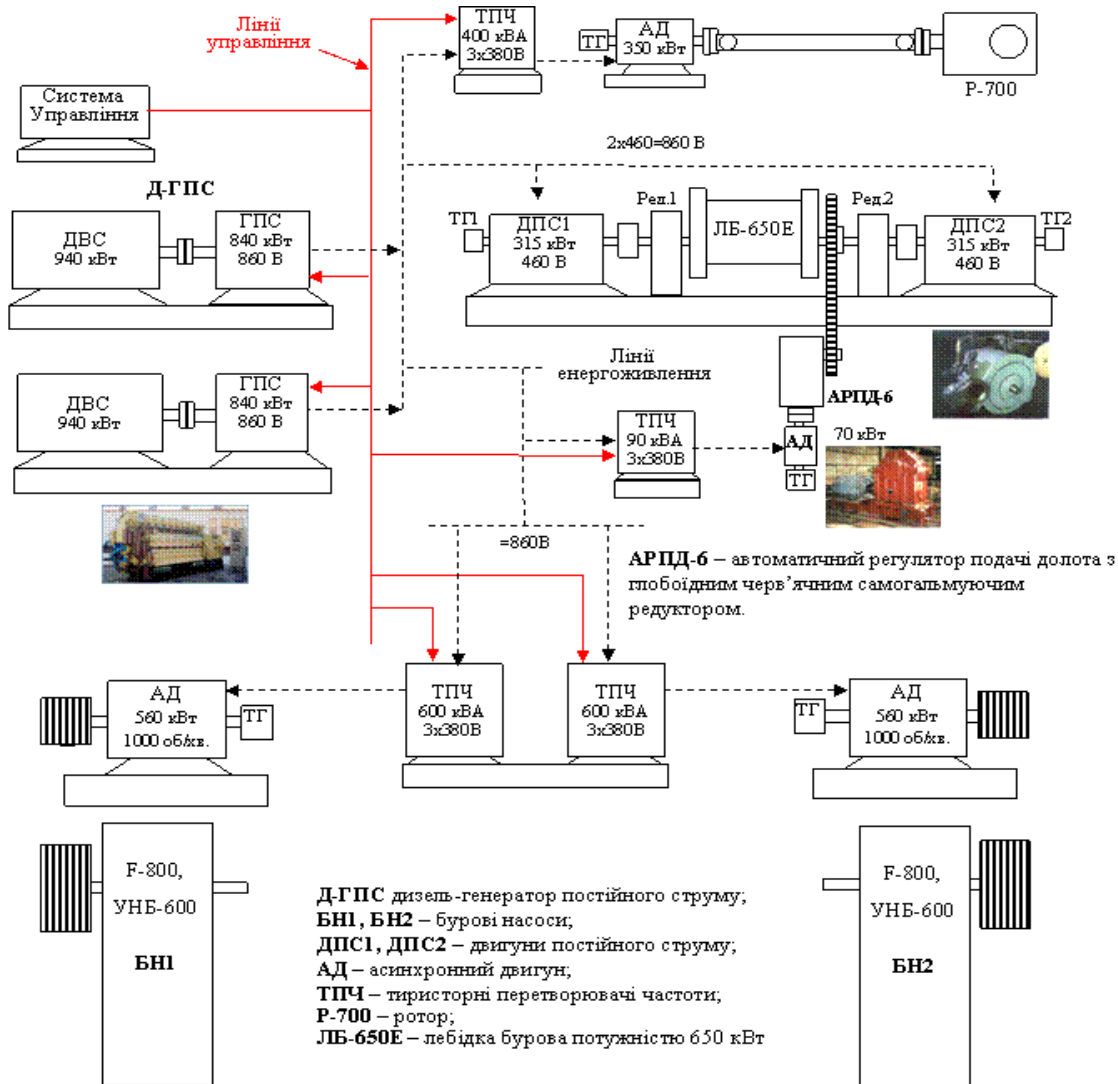 Лінії
управління
ТПЧ
400 кВА
3х380В
ТГ
АД
350 кВт
Р-700
Система
Управління
2х460=860 В
Д-ГПС
ДВС
940 кВт
ГПС
840 кВт
860 В
ТГ1
ДПС1
315 кВт
460 В
Ред.1
ЛБ-650Е
Ред.2
ДПС2
315 кВт
460 В
ТГ2
Лінії
енергоживлення
ДВС
940 кВт
ГПС
840 кВт
860 В
АРПД-6
ТПЧ
90 кВА
3х380В
АД
70 кВт
ТГ
=860В
АРПД-6 – автоматичний регулятор подачі долота з
глобоїдним черв’ячним самогальмуючим
редуктором.
АД
560 кВт
1000 об/хв.
ТГ
ТПЧ
600 кВА
3х380В
ТПЧ
600 кВА
3х380В
ТГ
АД
560 кВт
1000 об/хв.
F-800,
УНБ-600
БН1
Д-ГПС дизель-генератор постійного струму;
БН1, БН2 – бурові насоси;
ДПС1, ДПС2 – двигуни постійного струму;
АД – асинхронний двигун;
ТПЧ – тиристорні перетворювачі частоти;
Р-700 – ротор;
ЛБ-650Е – лебідка бурова потужністю 650 кВт
F-800,
УНБ-600
БН2